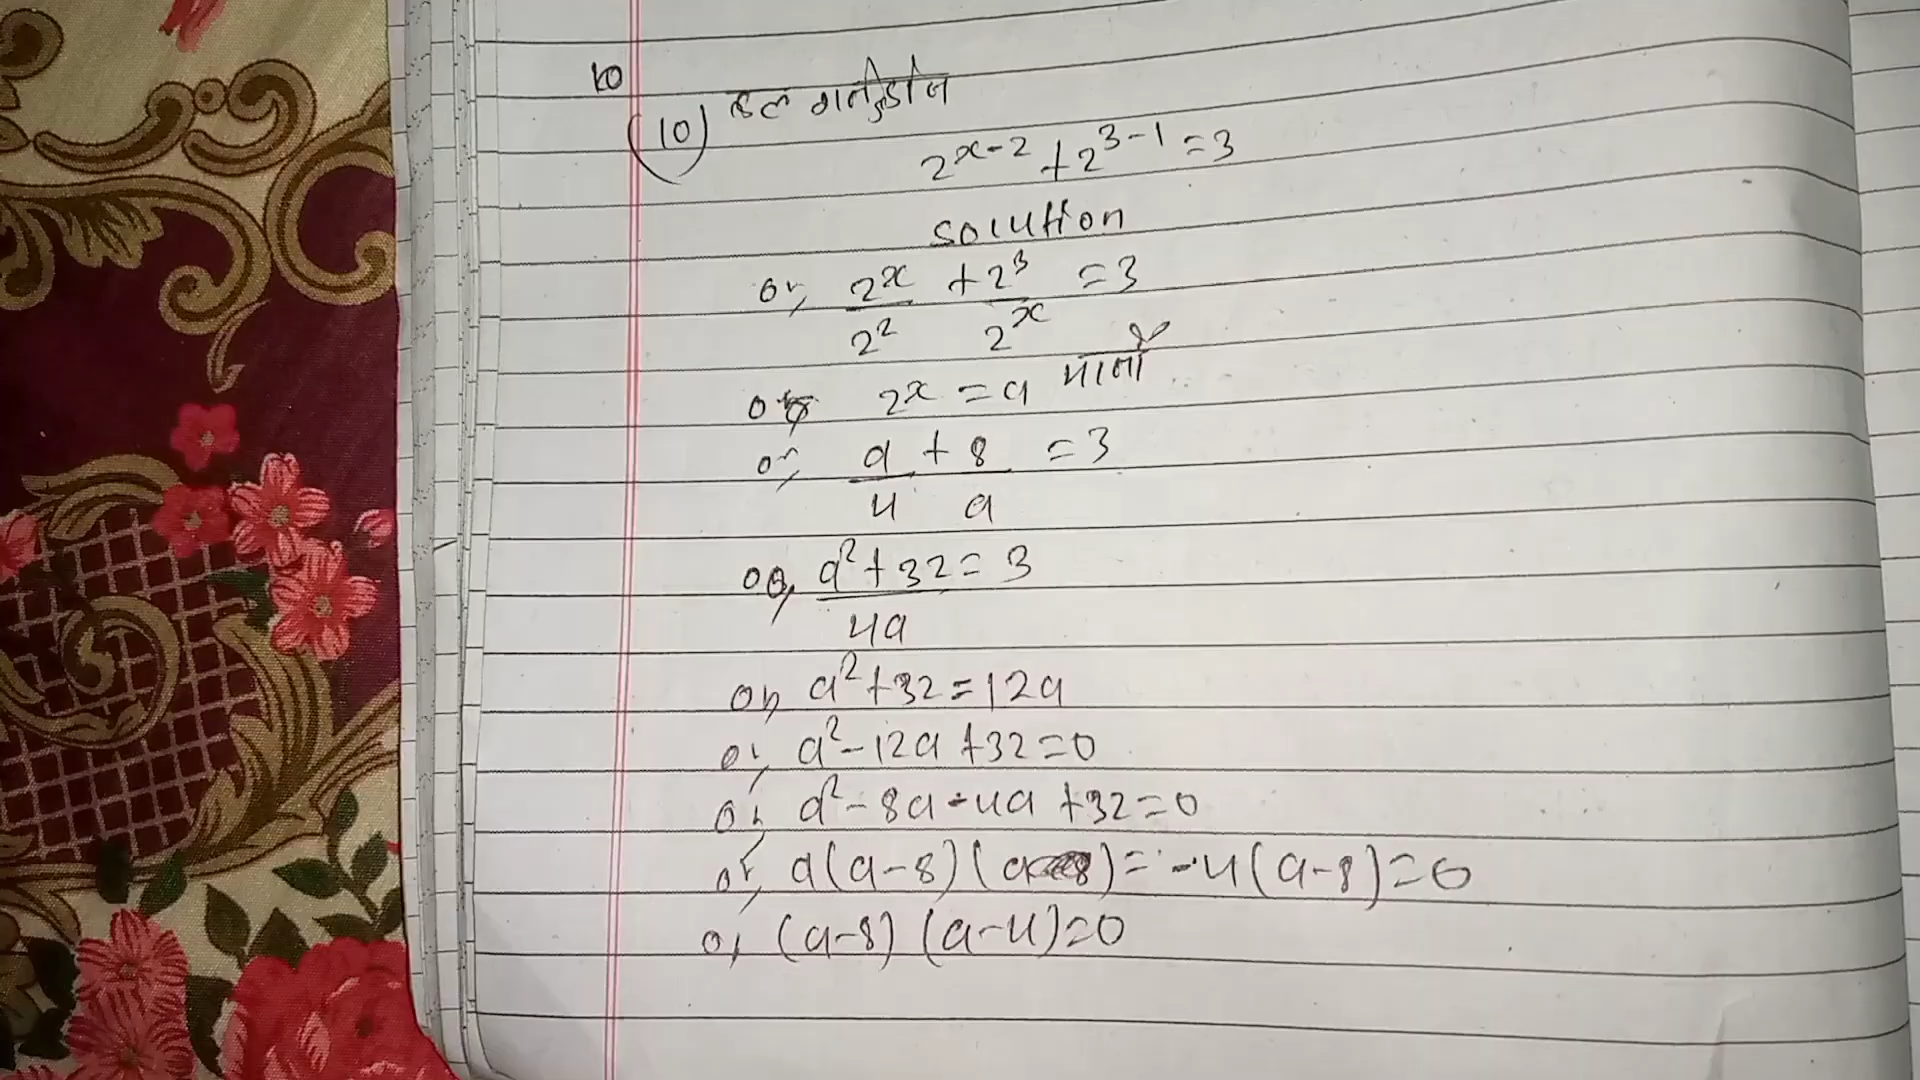 10
(10) हल गर्नुहोस
2^{x-2} + 2^{3-1} = 3
solution
or, 2^x/2^2 + 2^3/2^x = 3
or 2^x = a मानौ
or, a/4 + 8/a = 3
or, (a^2 + 32)/4a = 3
or, a^2 + 32 = 12a
or, a^2 - 12a + 32 = 0
or, a^2 - 8a - 4a + 32 = 0
or, a(a-8) (a-8) = -4(a-8) = 0
or, (a-8) (a-4) = 0